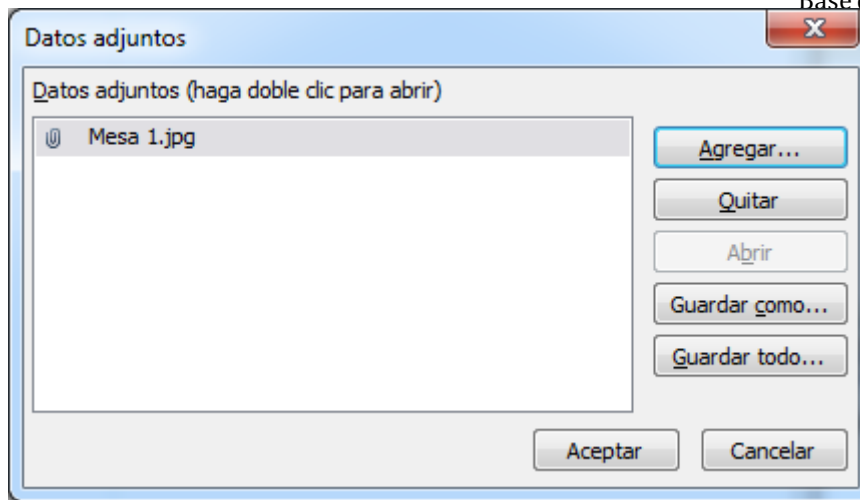 Base
Datos adjuntos
Datos adjuntos (haga doble clic para abrir)
Mesa 1.jpg
Agregar...
Quitar
Abrir
Guardar como...
Guardar todo...
Aceptar
Cancelar